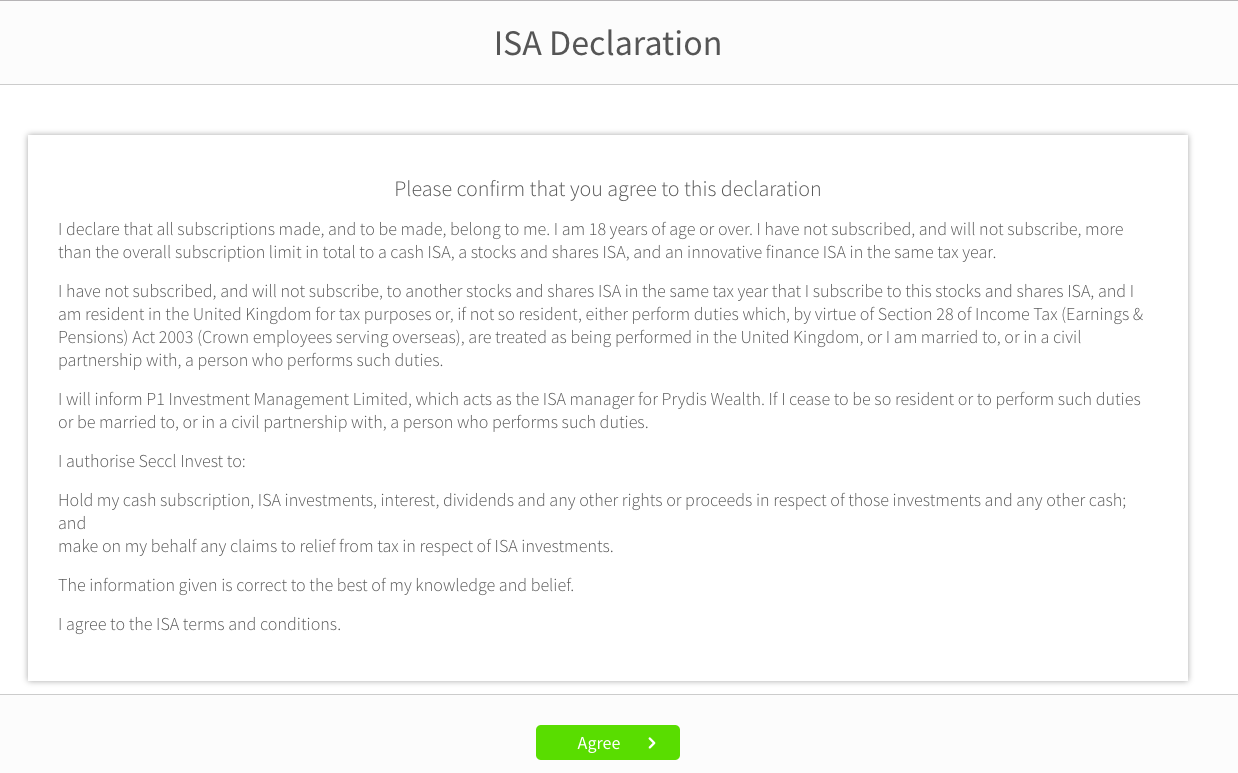 ISA Declaration
Please confirm that you agree to this declaration
I declare that all subscriptions made, and to be made, belong to me. I am 18 years of age or over. I have not subscribed, and will not subscribe, more
than the overall subscription limit in total to a cash ISA, a stocks and shares ISA, and an innovative finance ISA in the same tax year.
I have not subscribed, and will not subscribe, to another stocks and shares ISA in the same tax year that I subscribe to this stocks and shares ISA, and I
am resident in the United Kingdom for tax purposes or, if not so resident, either perform duties which, by virtue of Section 28 of Income Tax (Earnings &
Pensions) Act 2003 (Crown employees serving overseas), are treated as being performed in the United Kingdom, or I am married to, or in a civil
partnership with, a person who performs such duties.
I will inform P1 Investment Management Limited, which acts as the ISA manager for Prydis Wealth. If I cease to be so resident or to perform such duties
or be married to, or in a civil partnership with, a person who performs such duties.
I authorise Seccl Invest to:
Hold my cash subscription, ISA investments, interest, dividends and any other rights or proceeds in respect of those investments and any other cash;
and
make on my behalf any claims to relief from tax in respect of ISA investments.
The information given is correct to the best of my knowledge and belief.
I agree to the ISA terms and conditions.
Agree